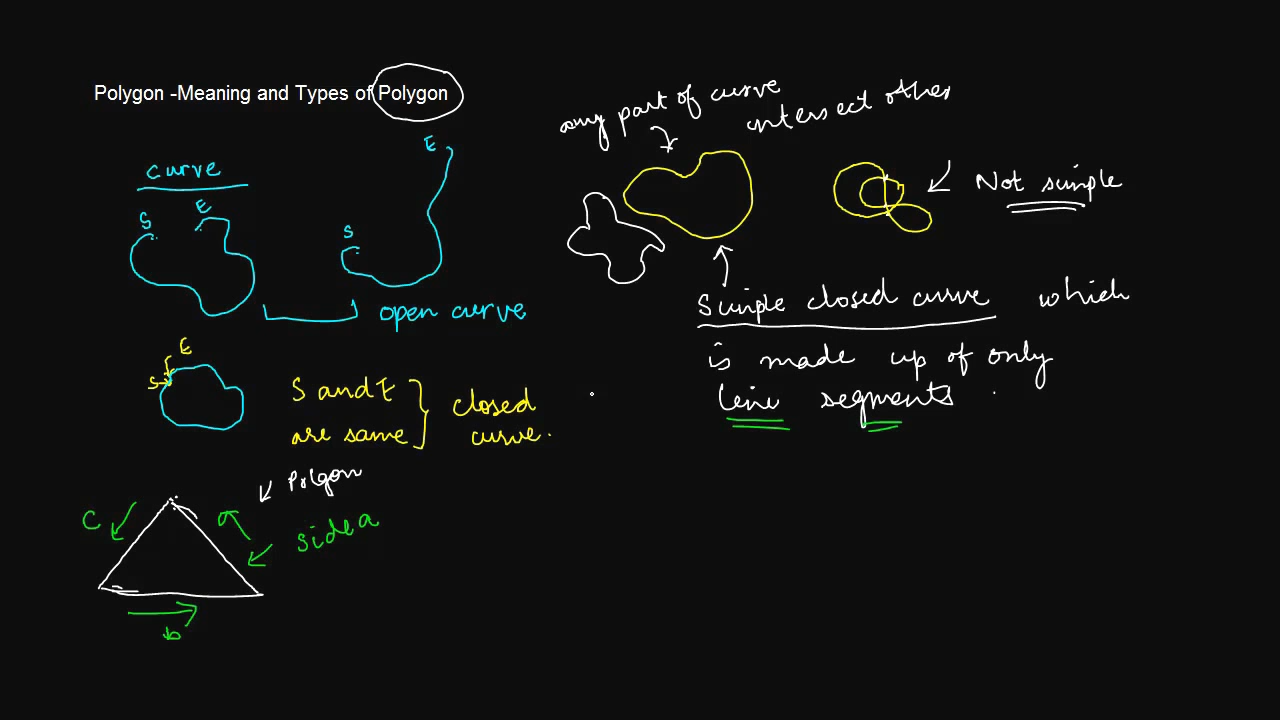 Polygon -Meaning and Types of Polygon
any part of curve
intersect other
curve
S E
E
S
open curve
Not simple
Simple closed curve which
is made up of only
line segments .
E
S
S and E
are same
closed
curve.
Polgon
C
a
side a
b